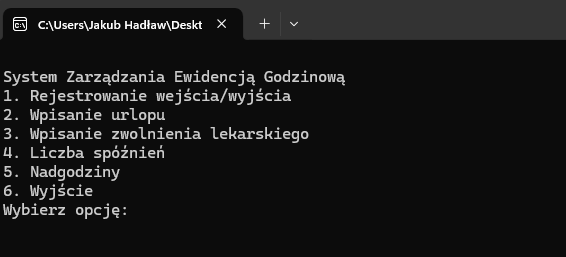 C:\Users\Jakub Hadław\Deskt
System Zarządzania Ewidencją Godzinową
1. Rejestrowanie wejścia/wyjścia
2. Wpisanie urlopu
3. Wpisanie zwolnienia lekarskiego
4. Liczba spóźnień
5. Nadgodziny
6. Wyjście
Wybierz opcję: